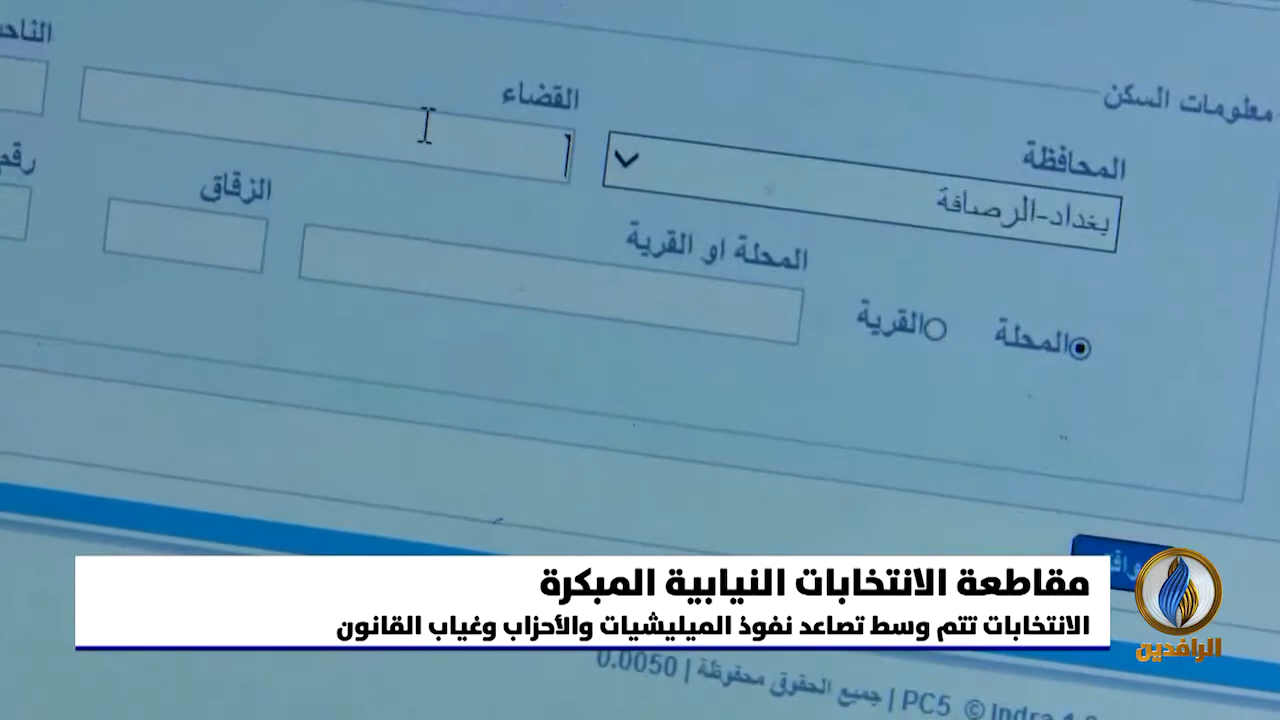 معلومات السكن
المحافظة
القضاء
بغداد-الرصافة
المحلة
القرية
المحلة او القرية
الزقاق
مقاطعة الانتخابات النيابية المبكرة
الانتخابات تتم وسط تصاعد نفوذ الميليشيات والأحزاب وغياب القانون
الرافدين
PC5 © Indra | جميع الحقوق محفوظة | 0.0050